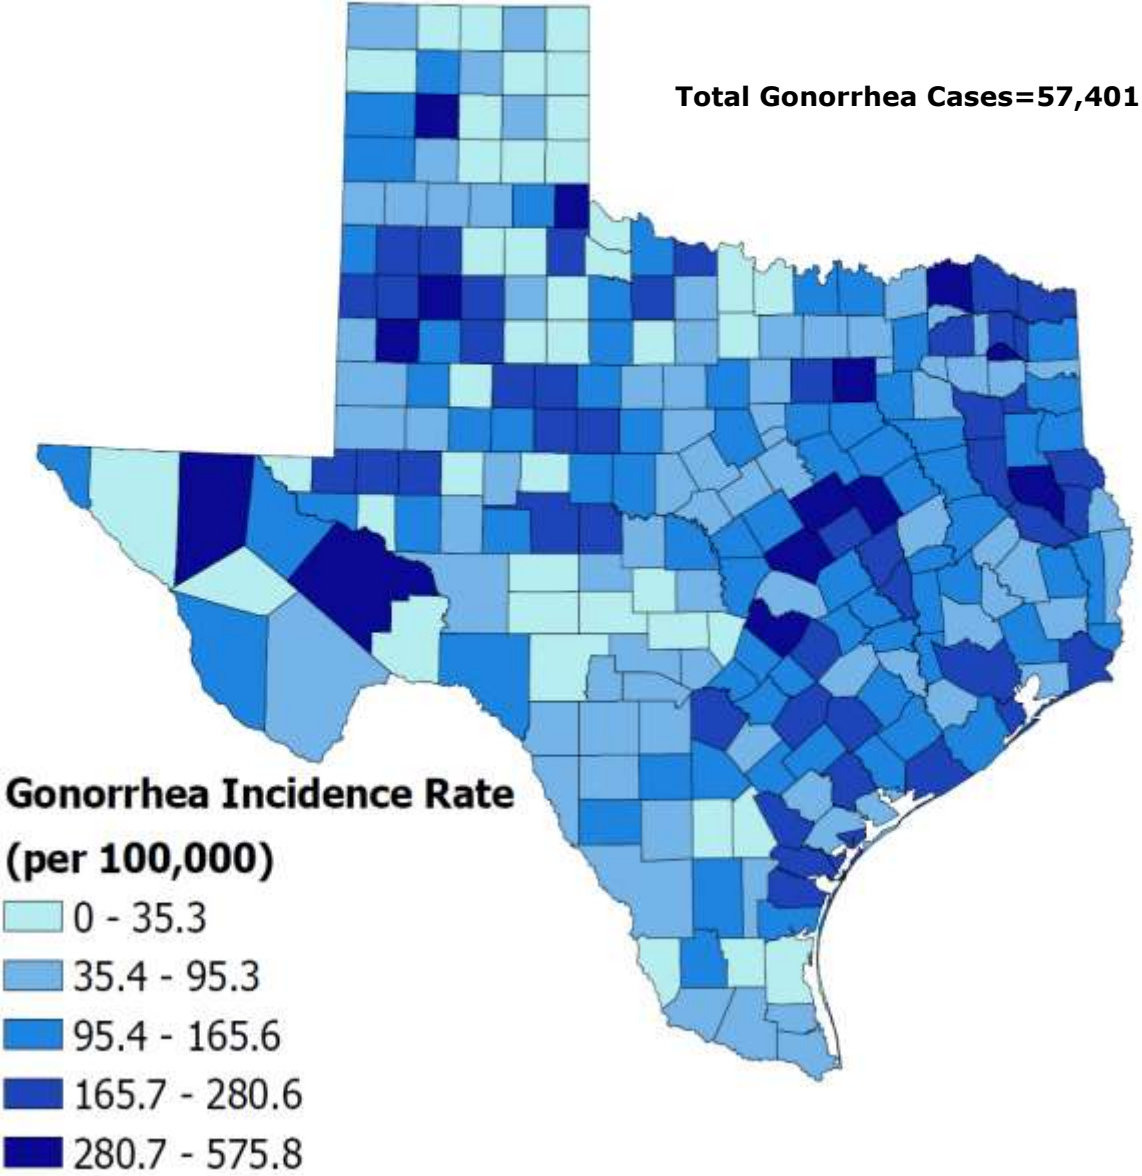 Total Gonorrhea Cases=57,401
Gonorrhea Incidence Rate
(per 100,000)
0 - 35.3
35.4 - 95.3
95.4 - 165.6
165.7 - 280.6
280.7 - 575.8